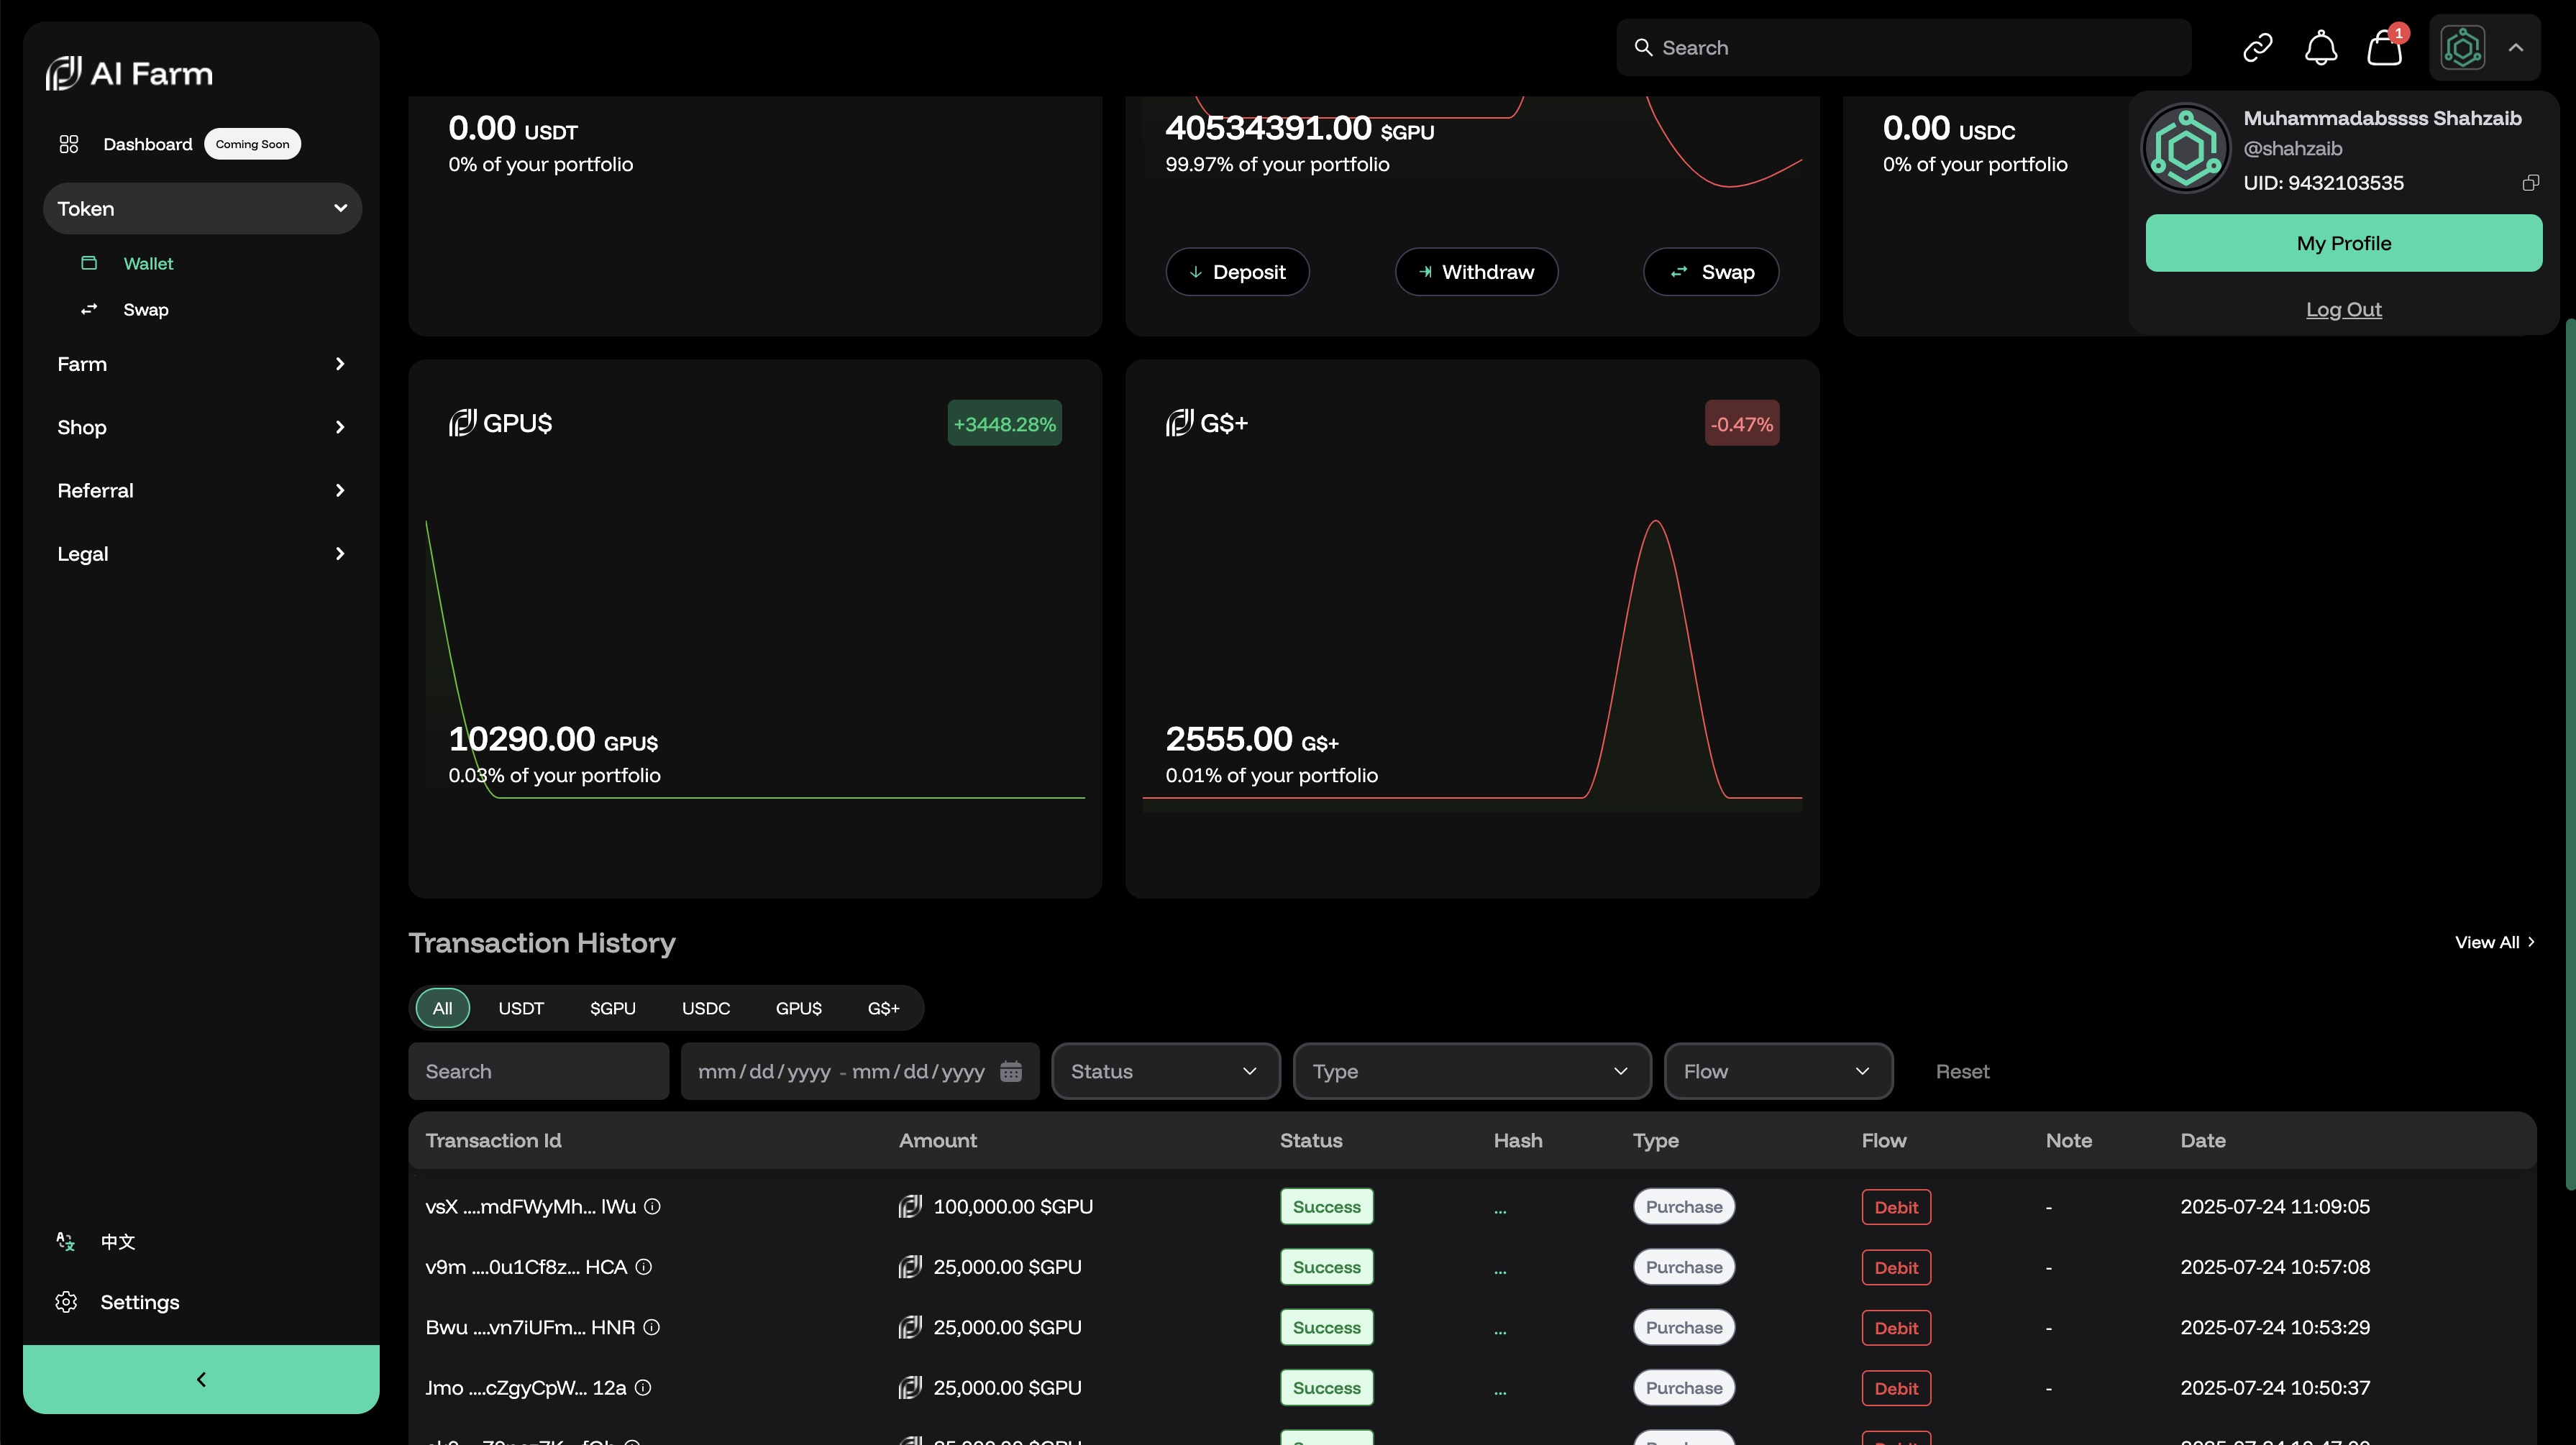 AI Farm
Search
1
Dashboard Coming Soon
Token
Wallet
Swap
Farm
Shop
Referral
Legal
中文
Settings
Muhammadabssss Shahzaib
@shahzaib
UID: 9432103535
My Profile
Log Out
0.00 USDT
0% of your portfolio
40534391.00 $GPU
99.97% of your portfolio
Deposit Withdraw Swap
0.00 USDC
0% of your portfolio
GPU$ +3448.28%
10290.00 GPU$
0.03% of your portfolio
G$+ -0.47%
2555.00 G$+
0.01% of your portfolio
Transaction History View All
All USDT $GPU USDC GPU$ G$+
Search mm/dd/yyyy - mm/dd/yyyy Status Type Flow Reset
Transaction Id Amount Status Hash Type Flow Note Date
vsX ....mdFWyMh... lWu 100,000.00 $GPU Success ... Purchase Debit - 2025-07-24 11:09:05
v9m ....0u1Cf8z... HCA 25,000.00 $GPU Success ... Purchase Debit - 2025-07-24 10:57:08
Bwu ....vn7iUFm... HNR 25,000.00 $GPU Success ... Purchase Debit - 2025-07-24 10:53:29
Jmo ....cZgyCpW... 12a 25,000.00 $GPU Success ... Purchase Debit - 2025-07-24 10:50:37